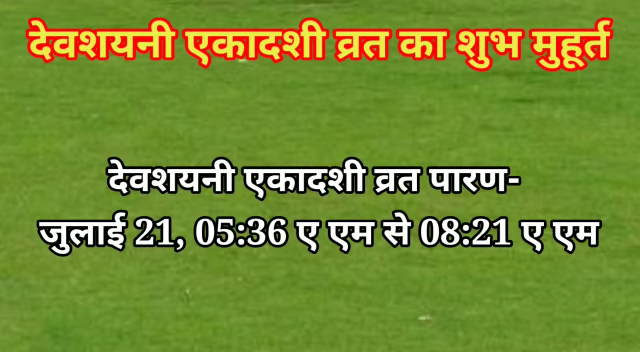 देवशयनी एकादशी व्रत का शुभ मुहूर्त
देवशयनी एकादशी व्रत पारण-
जुलाई 21, 05:36 ए एम से 08:21 ए एम